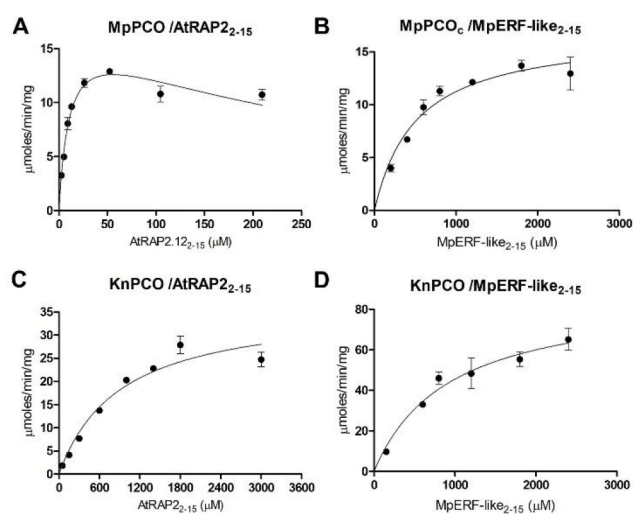 A
MpPCO /AtRAP2₂₋₁₅
μmoles/min/mg
15
10
5
0
0 50 100 150 200 250
AtRAP2.12₂₋₁₅ (μM)
B
MpPCOc /MpERF-like₂₋₁₅
μmoles/min/mg
15
10
5
0
0 1000 2000 3000
MpERF-like₂₋₁₅ (μM)
C
KnPCO /AtRAP2₂₋₁₅
μmoles/min/mg
35
30
25
20
15
10
5
0
0 600 1200 1800 2400 3000 3600
AtRAP2₂₋₁₅ (μM)
D
KnPCO /MpERF-like₂₋₁₅
μmoles/min/mg
80
60
40
20
0
0 1000 2000 3000
MpERF-like₂₋₁₅ (μM)